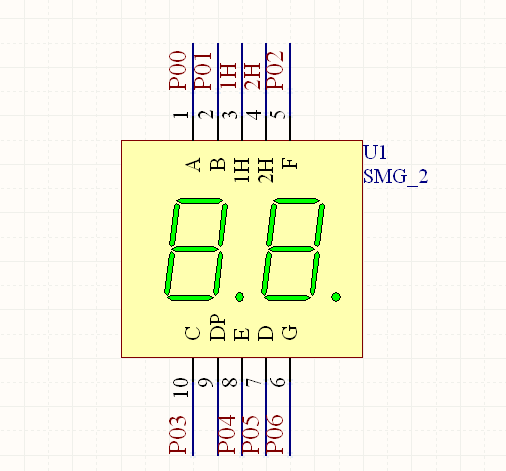 P00 P01 1H 2H P02
1 2 3 4 5
A B 1H 2H F
U1
SMG_2
C DP E D G
10 9 8 7 6
P03 P04 P05 P06